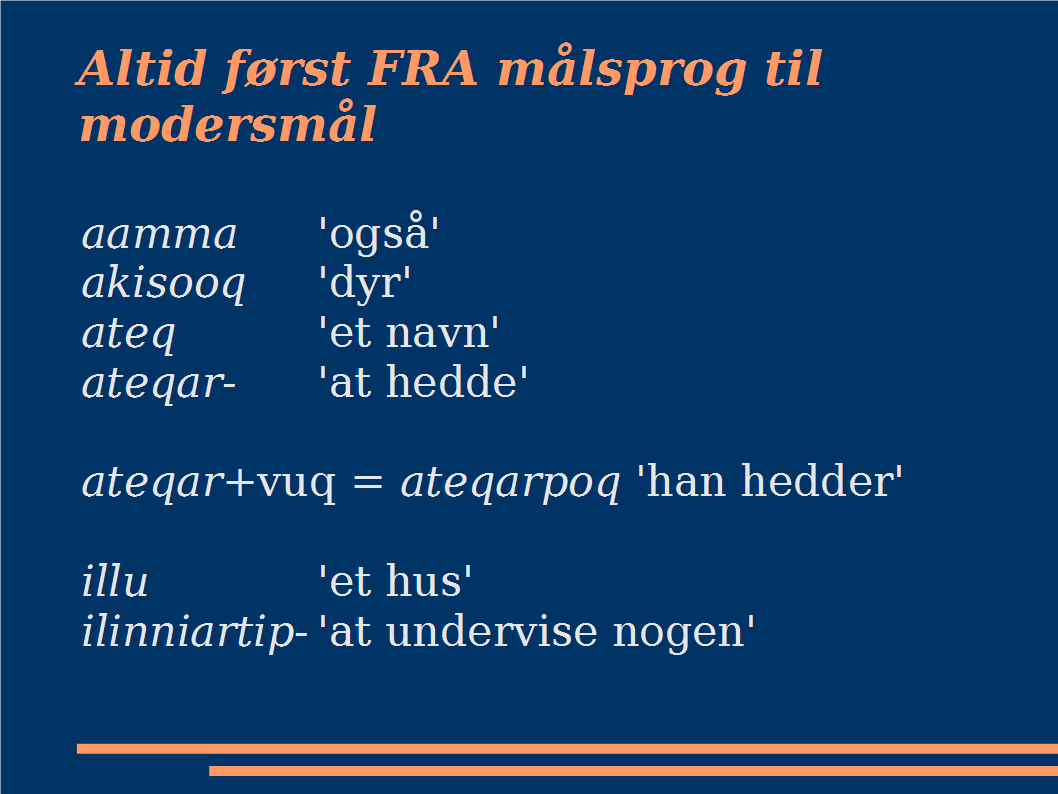 Altid først FRA målsprog til
modersmål
aamma 'også'
akisooq 'dyr'
ateq 'et navn'
ateqar- 'at hedde'
ateqar+vuq = ateqarpoq 'han hedder'
illu 'et hus'
ilinniartip- 'at undervise nogen'